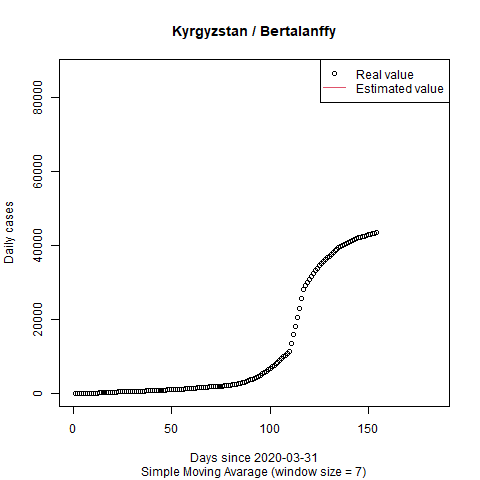 Kyrgyzstan / Bertalanffy
Real value
Estimated value
Daily cases
80000
60000
40000
20000
0
0
50
100
150
Days since 2020-03-31
Simple Moving Avarage (window size = 7)